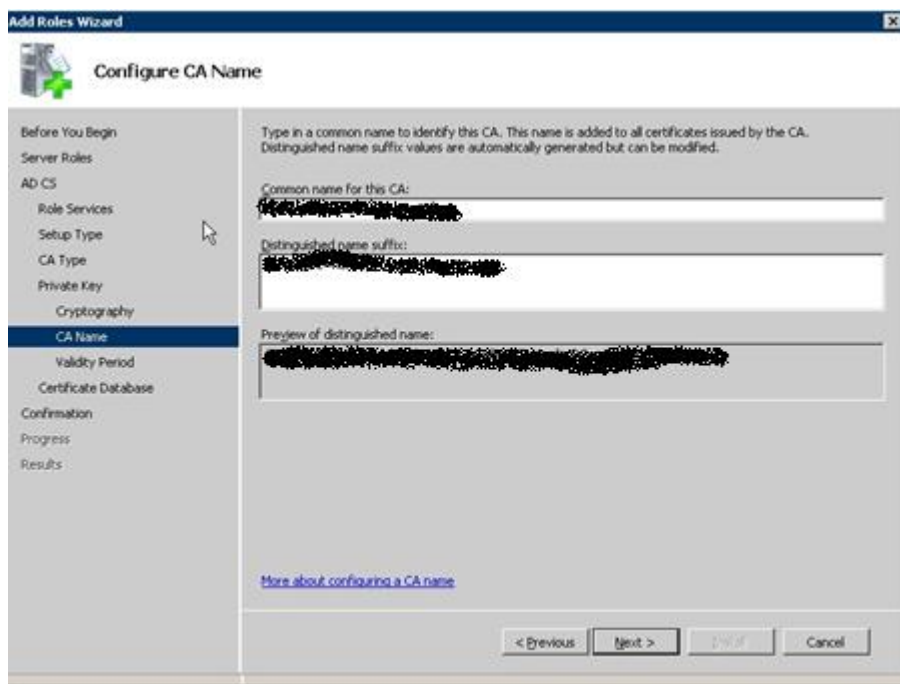 Add Roles Wizard
Configure CA Name
Before You Begin
Server Roles
AD CS
Role Services
Setup Type
CA Type
Private Key
Cryptography
CA Name
Validity Period
Certificate Database
Confirmation
Progress
Results
Type in a common name to identify this CA. This name is added to all certificates issued by the CA.
Distinguished name suffix values are automatically generated but can be modified.
Common name for this CA:
Distinguished name suffix:
Preview of distinguished name:
More about configuring a CA name
< Previous
Next >
Install
Cancel